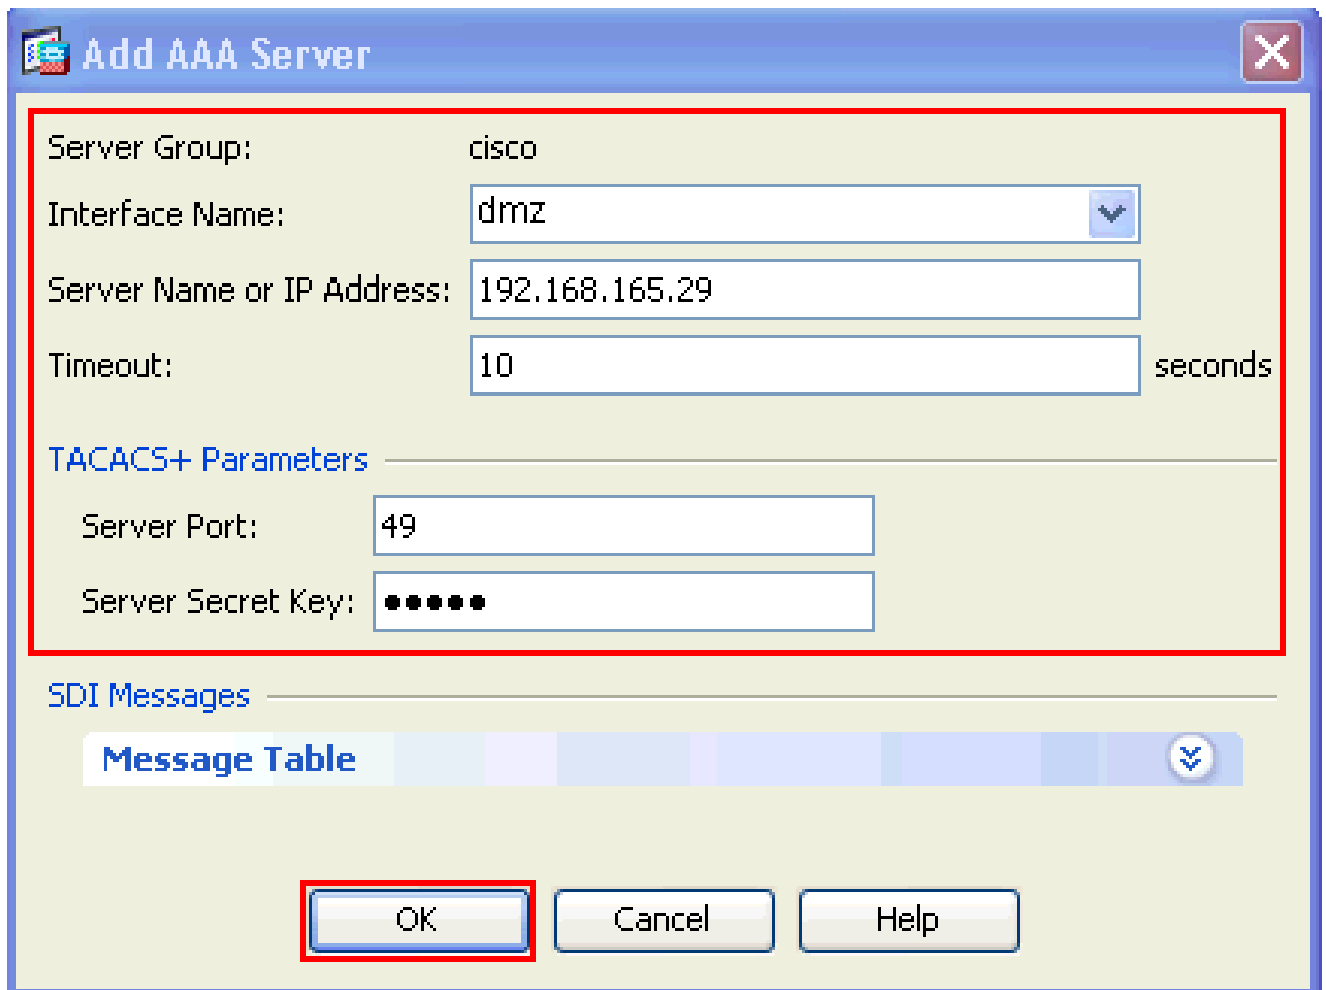 Add AAA Server
Server Group: cisco
Interface Name: dmz
Server Name or IP Address: 192.168.165.29
Timeout: 10 seconds
TACACS+ Parameters
Server Port: 49
Server Secret Key: •••••
SDI Messages
Message Table
OK Cancel Help